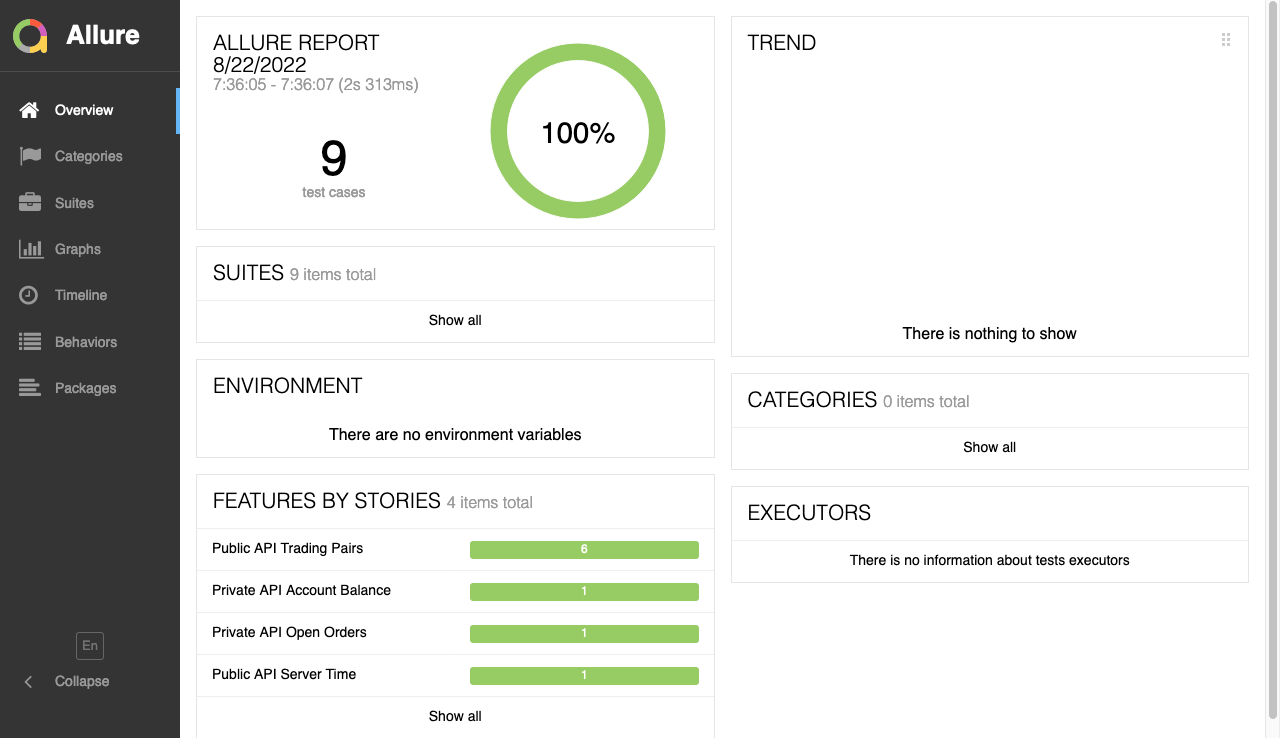 Allure
Overview
Categories
Suites
Graphs
Timeline
Behaviors
Packages
En
Collapse
ALLURE REPORT
8/22/2022
7:36:05 - 7:36:07 (2s 313ms)
9
test cases
100%
SUITES 9 items total
Show all
ENVIRONMENT
There are no environment variables
FEATURES BY STORIES 4 items total
Public API Trading Pairs 6
Private API Account Balance 1
Private API Open Orders 1
Public API Server Time 1
Show all
TREND
There is nothing to show
CATEGORIES 0 items total
Show all
EXECUTORS
There is no information about tests executors